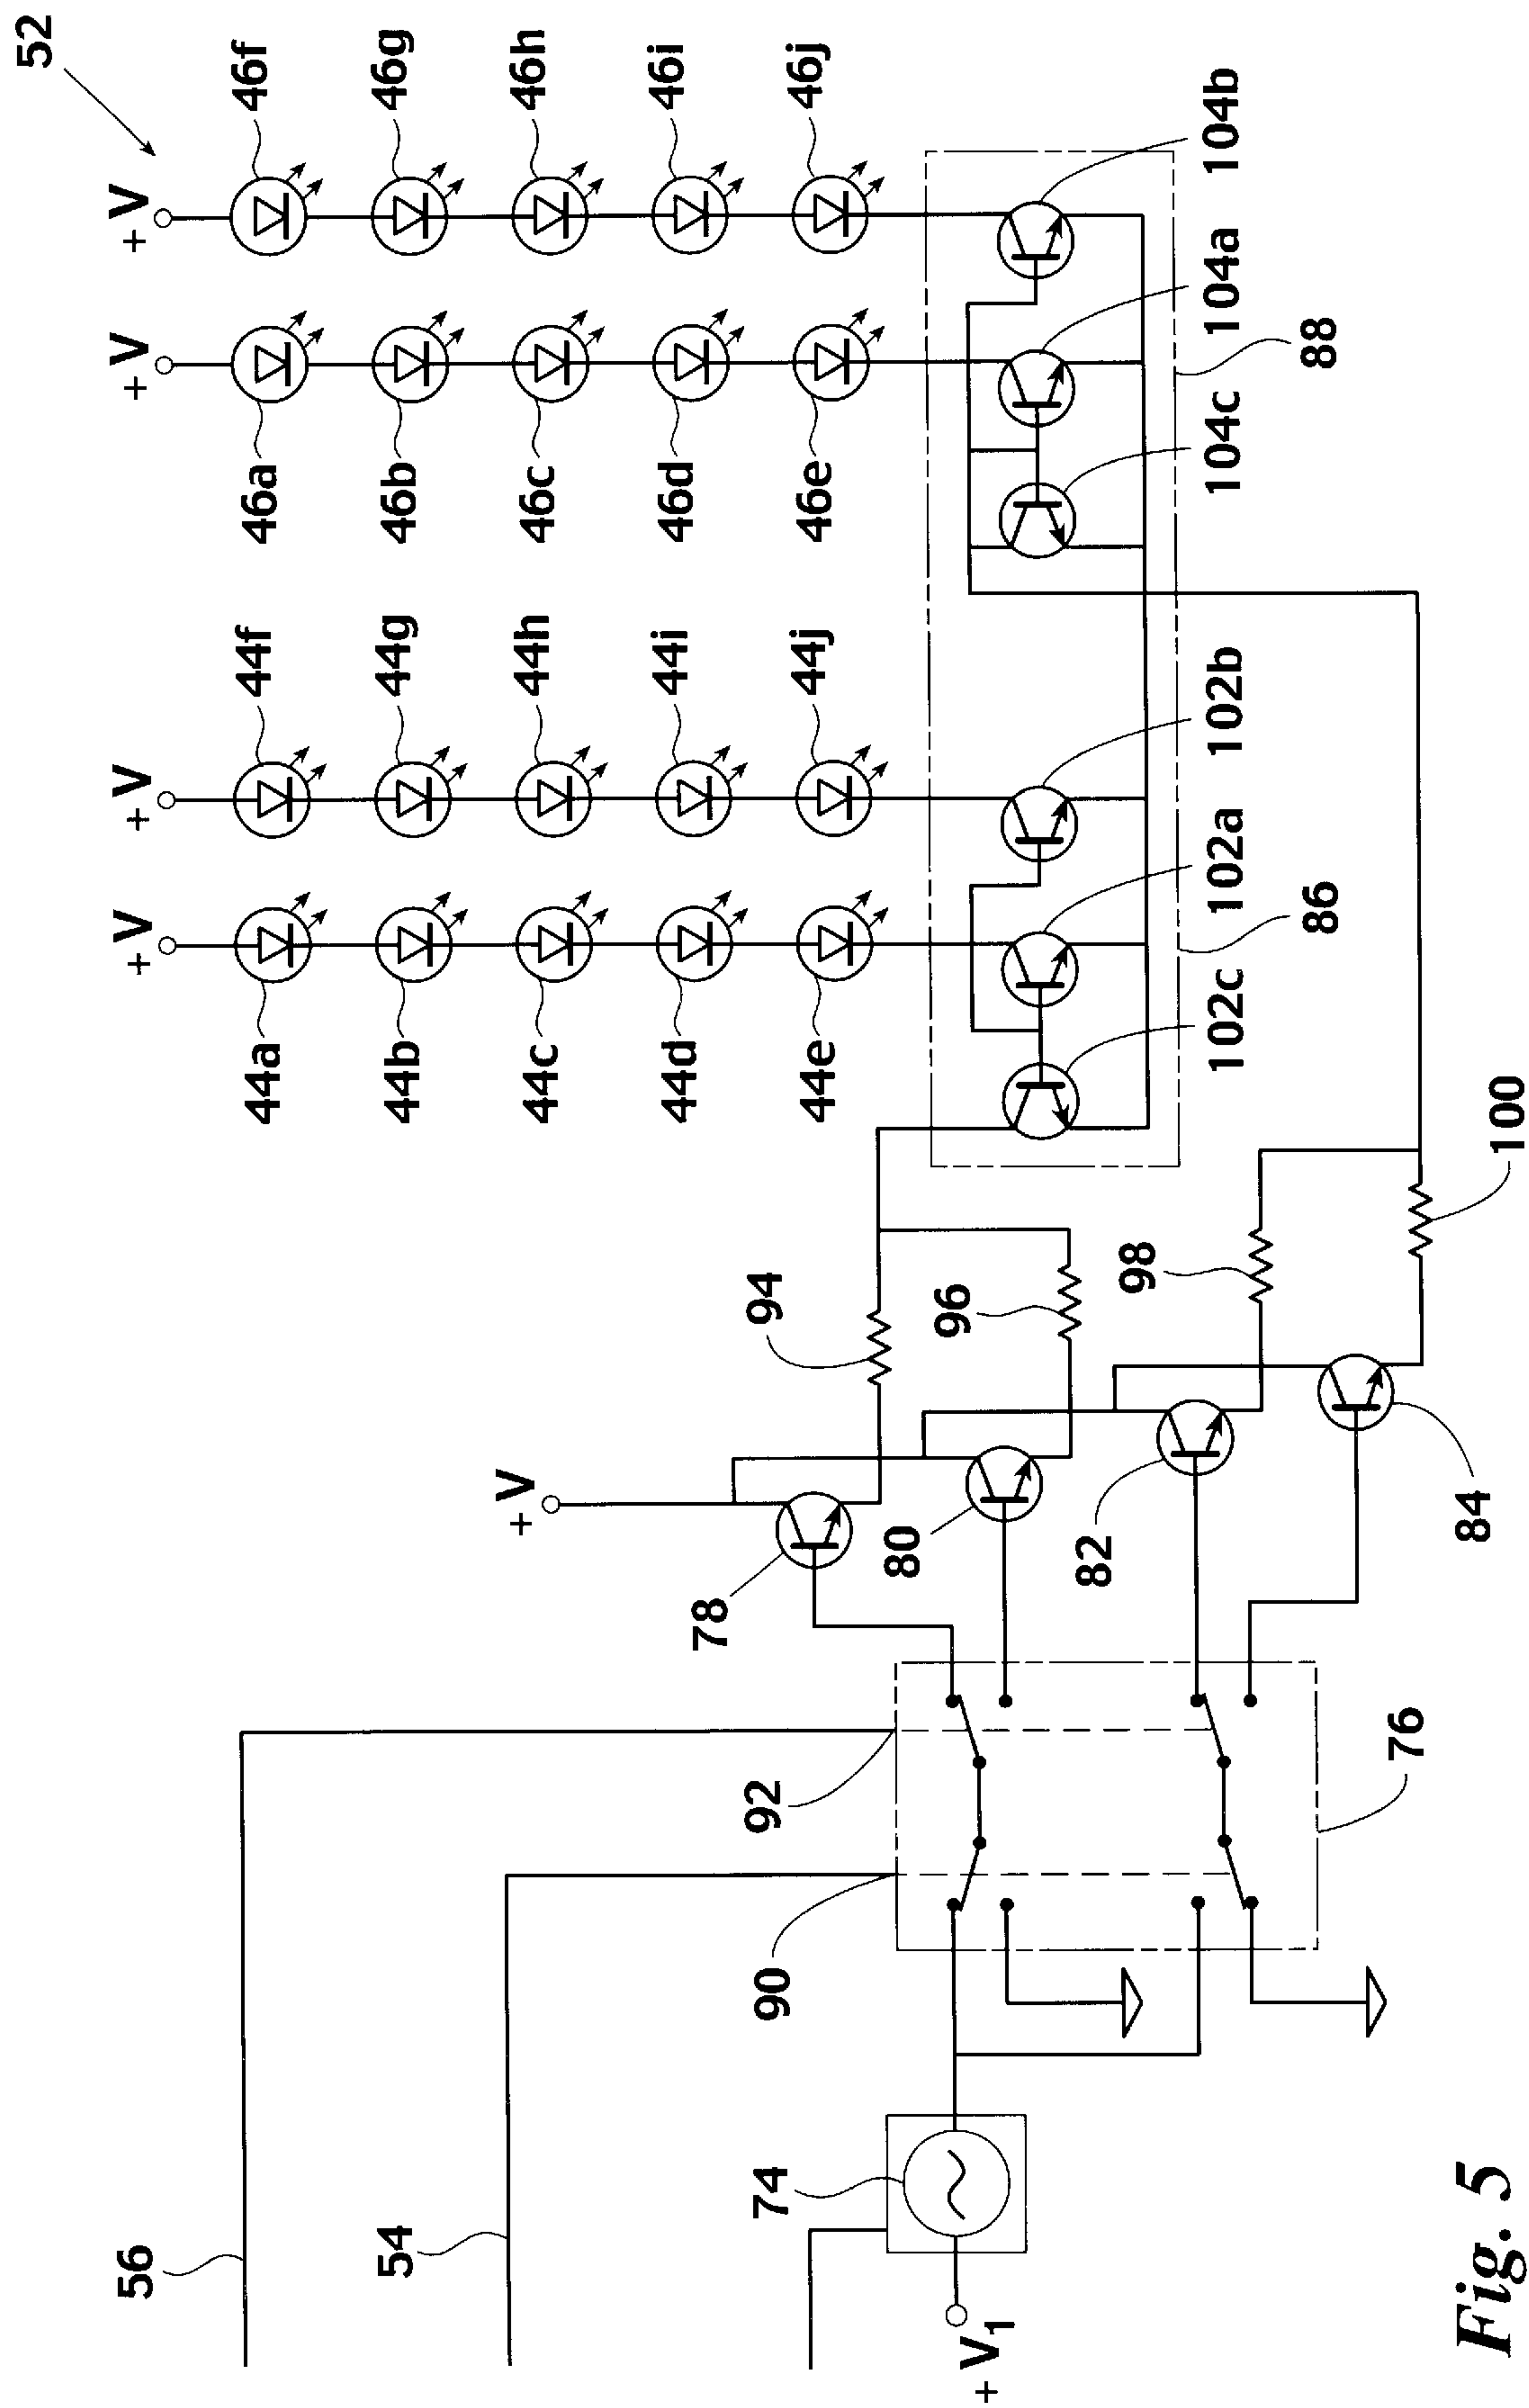 52
+ V
+ V
+ V
+ V
44a
44f
46a
46f
44b
44g
46b
46g
44c
44h
46c
46h
44d
44i
46d
46i
44e
44j
46e
46j
56
54
+ V
78
94
102c
102a
102b
104c
104a
104b
86
88
74
90
92
80
96
82
98
+ V1
76
84
100
Fig. 5